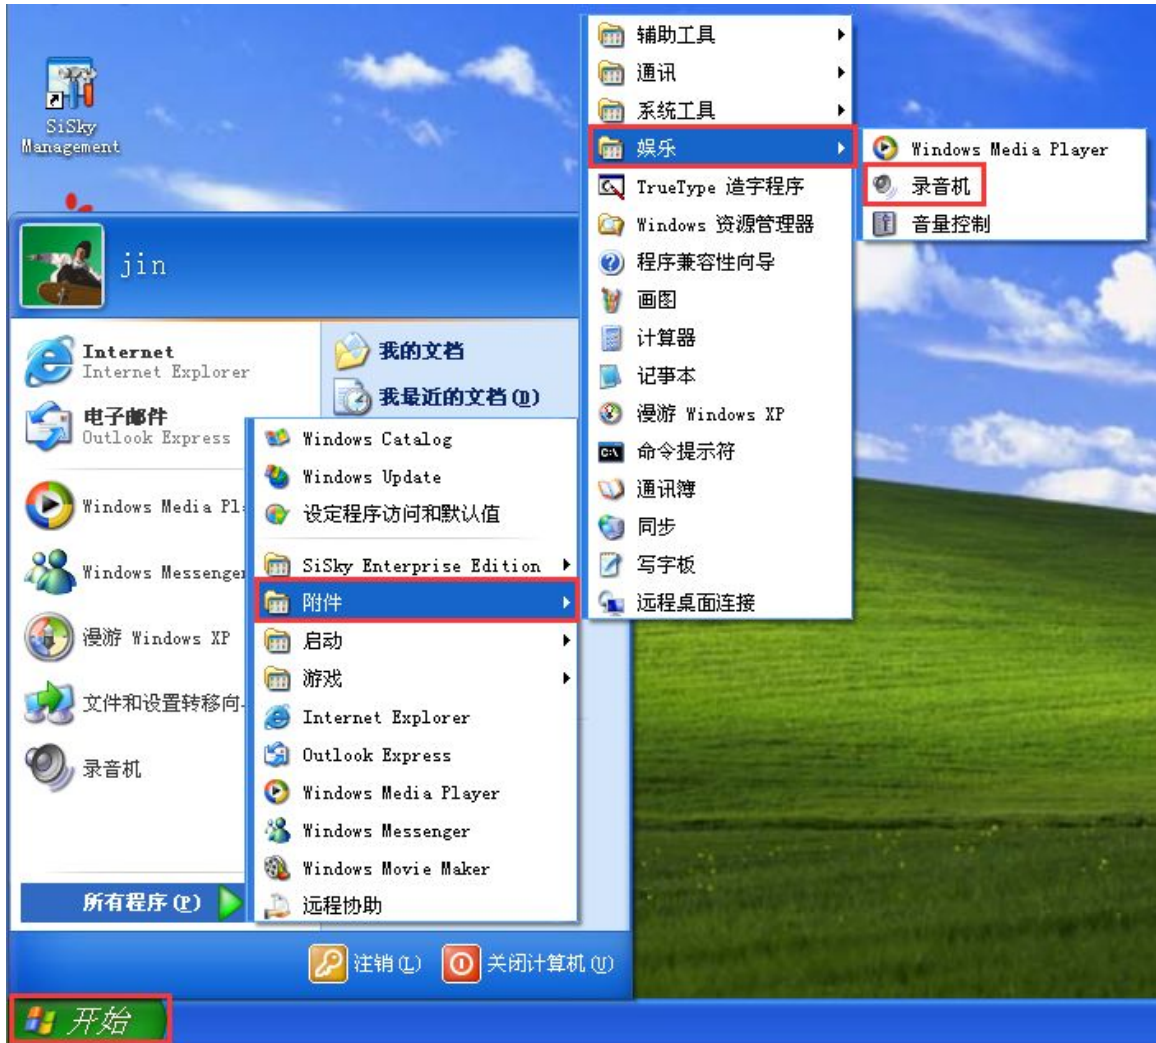 SiSky
Management
jin
Internet
Internet Explorer
电子邮件
Outlook Express
Windows Media Pl
Windows Messenger
漫游 Windows XP
文件和设置转移向
录音机
所有程序(P)
我的文档
我最近的文档(D)
Windows Catalog
Windows Update
设定程序访问和默认值
SiSky Enterprise Edition
附件
启动
游戏
Internet Explorer
Outlook Express
Windows Media Player
Windows Messenger
Windows Movie Maker
远程协助
辅助工具
通讯
系统工具
娱乐
TrueType 造字程序
Windows 资源管理器
程序兼容性向导
画图
计算器
记事本
漫游 Windows XP
命令提示符
通讯簿
同步
写字板
远程桌面连接
Windows Media Player
录音机
音量控制
注销(L)
关闭计算机(U)
开始